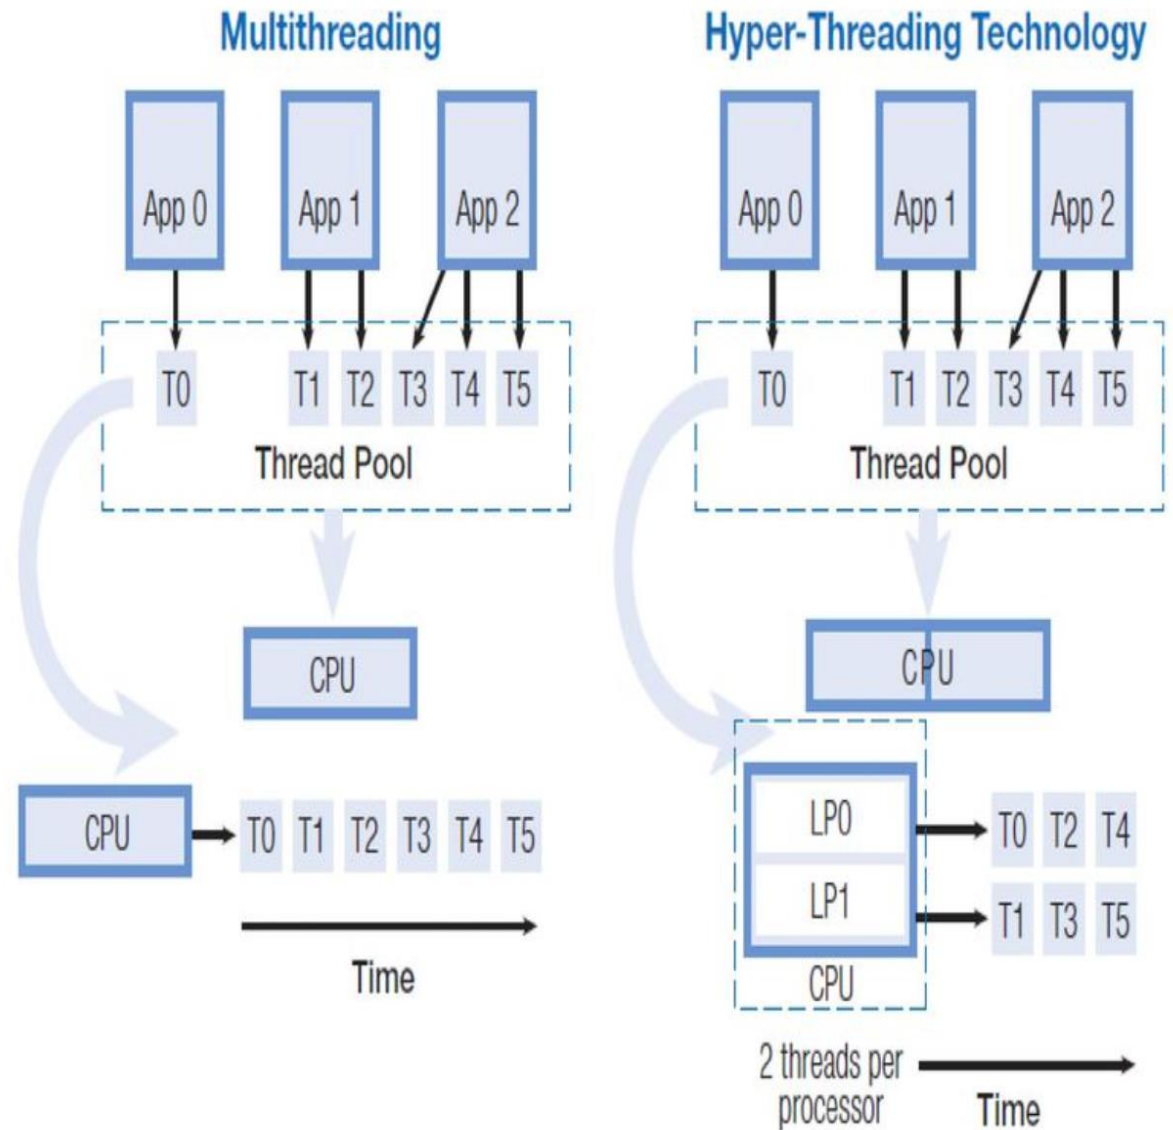 Multithreading
App 0 App 1 App 2
T0 T1 T2 T3 T4 T5
Thread Pool
CPU
CPU T0 T1 T2 T3 T4 T5
Time
Hyper-Threading Technology
App 0 App 1 App 2
T0 T1 T2 T3 T4 T5
Thread Pool
CPU
LP0 T0 T2 T4
LP1 T1 T3 T5
CPU
2 threads per
processor
Time